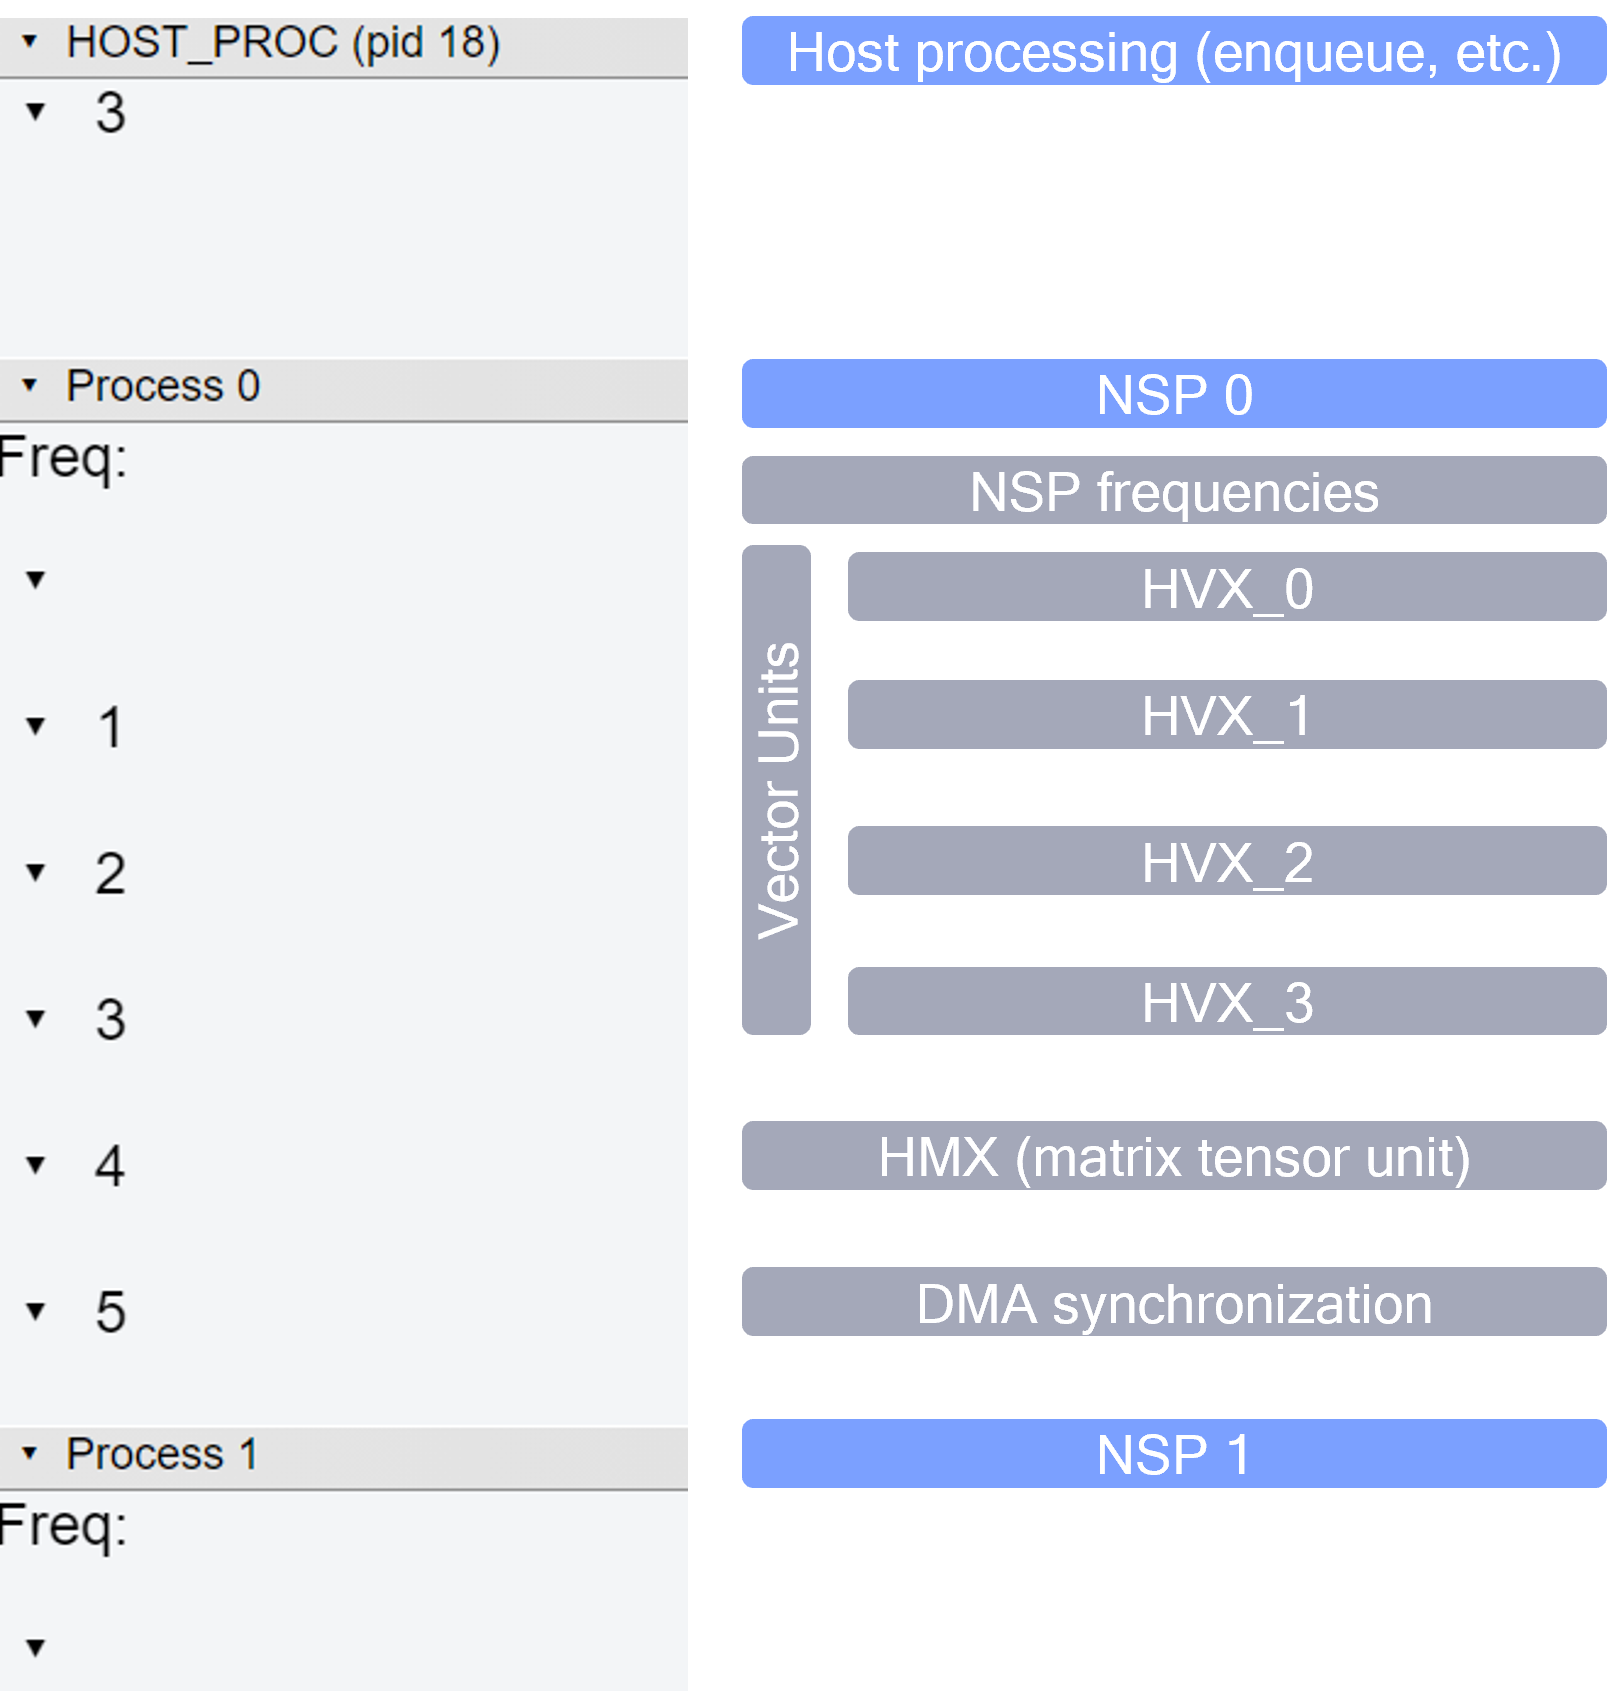 HOST_PROC (pid 18)
Host processing (enqueue, etc.)
3
Process 0
NSP 0
Freq:
NSP frequencies
Vector Units
HVX_0
1
HVX_1
2
HVX_2
3
HVX_3
4
HMX (matrix tensor unit)
5
DMA synchronization
Process 1
NSP 1
Freq: